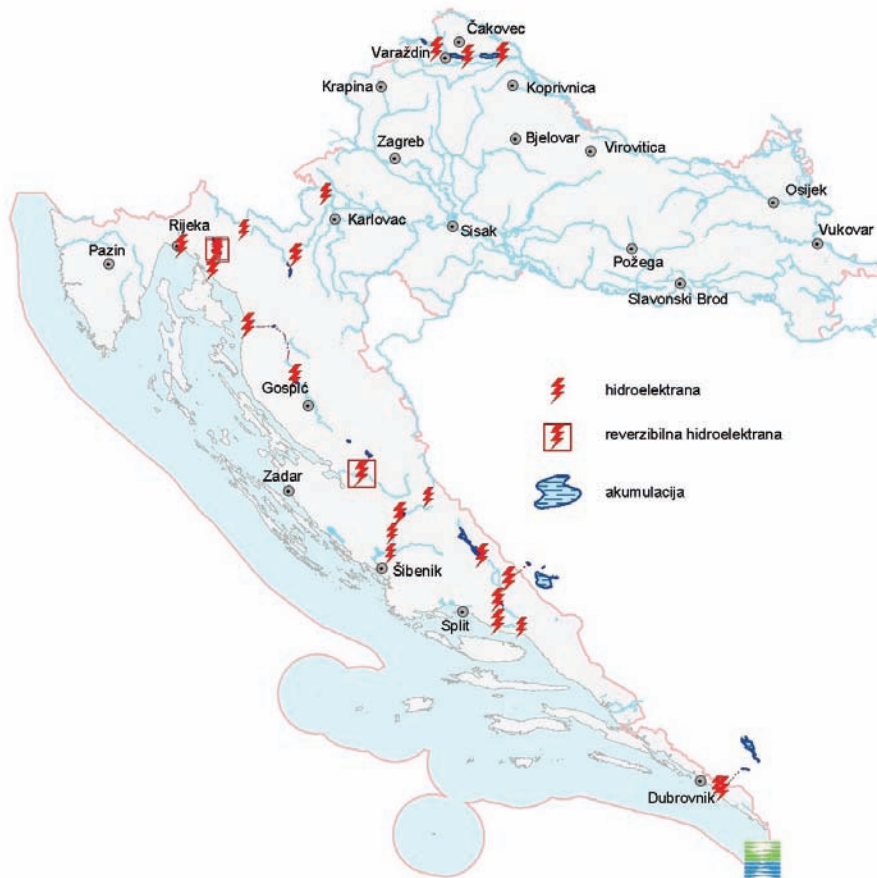 Čakovec
Varaždin
Krapina
Koprivnica
Bjelovar
Zagreb
Virovitica
Osijek
Rijeka
Karlovac
Sisak
Vukovar
Pazin
Požega
Slavonski Brod
Gospić
hidroelektrana
reverzibilna hidroelektrana
Zadar
akumulacija
Šibenik
Split
Dubrovnik